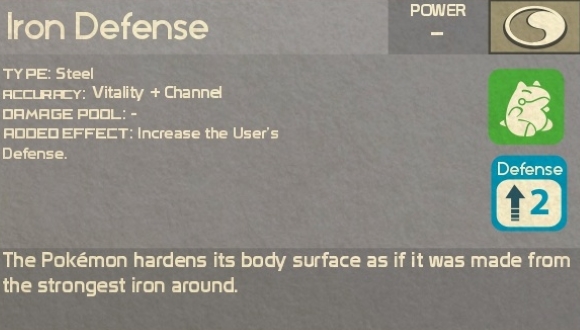 Iron Defense
POWER
–
TYPE: Steel
ACCURACY: Vitality + Channel
DAMAGE POOL: -
ADDED EFFECT: Increase the User's
Defense.
Defense
2
The Pokémon hardens its body surface as if it was made from
the strongest iron around.